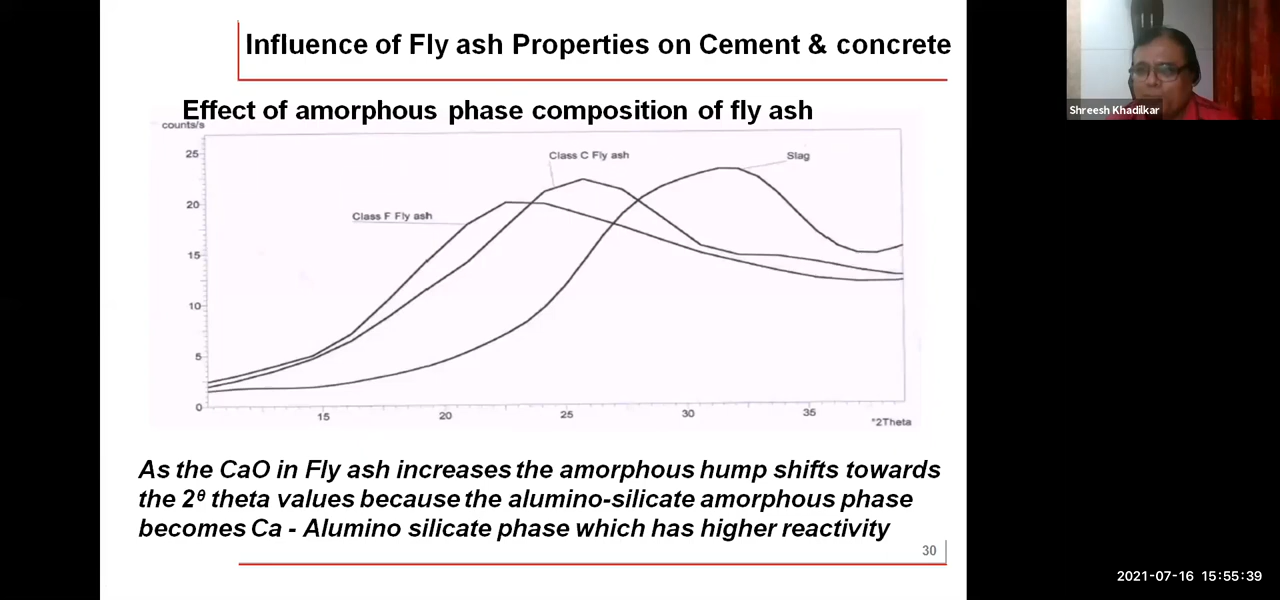 Influence of Fly ash Properties on Cement & concrete
Effect of amorphous phase composition of fly ash
counts/s
25
20
15
10
5
0
Class C Fly ash
Slag
Class F Fly ash
15
20
25
30
35
°2Theta
As the CaO in Fly ash increases the amorphous hump shifts towards
the 2θ theta values because the alumino-silicate amorphous phase
becomes Ca - Alumino silicate phase which has higher reactivity
30
Shreesh Khadilkar
2021-07-16 15:55:39